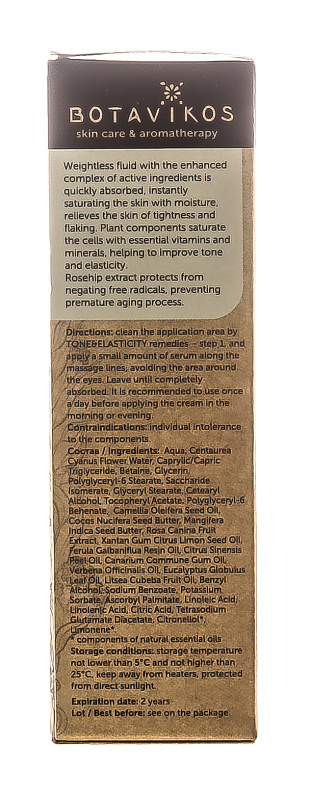 BOTAVIKOS
skin care & aromatherapy
Weightless fluid with the enhanced
complex of active ingredients is
quickly absorbed, instantly
saturating the skin with moisture,
relieves the skin of tightness and
flaking. Plant components saturate
the cells with essential vitamins and
minerals, helping to improve tone
and elasticity.
Rosehip extract protects from
negating free radicals, preventing
premature aging process.
Directions: clean the application area by
TONE&ELASTICITY remedies – step 1, and
apply a small amount of serum along the
massage lines, avoiding the area around
the eyes. Leave until completely
absorbed. It is recommended to use once
a day before applying the cream in the
morning or evening.
Contraindications: individual intolerance
to the components.
Состав / Ingredients: Aqua, Centaurea
Cyanus Flower Water, Caprylic/Capric
Triglyceride, Betaine, Glycerin,
Polyglyceryl-6 Stearate, Saccharide
Isomerate, Glyceryl Stearate, Cetearyl
Alcohol, Tocopheryl Acetate, Polyglyceryl-6
Behenate, Camellia Oleifera Seed Oil,
Cocos Nucifera Seed Butter, Mangifera
Indica Seed Butter, Rosa Canina Fruit
Extract, Xantan Gum Citrus Limon Seed Oil,
Ferula Galbaniflua Resin Oil, Citrus Sinensis
Peel Oil, Canarium Commune Gum Oil,
Verbena Officinalis Oil, Eucalyptus Globulus
Leaf Oil, Litsea Cubeba Fruit Oil, Benzyl
Alcohol, Sodium Benzoate, Potassium
Sorbate, Ascorbyl Palmitate, Linoleic Acid,
Linolenic Acid, Citric Acid, Tetrasodium
Glutamate Diacetate, Citronellol*,
Limonene*.
* components of natural essential oils
Storage conditions: storage temperature
not lower than 5°C and not higher than
25°C, keep away from heaters, protected
from direct sunlight.
Expiration date: 2 years
Lot / Best before: see on the package